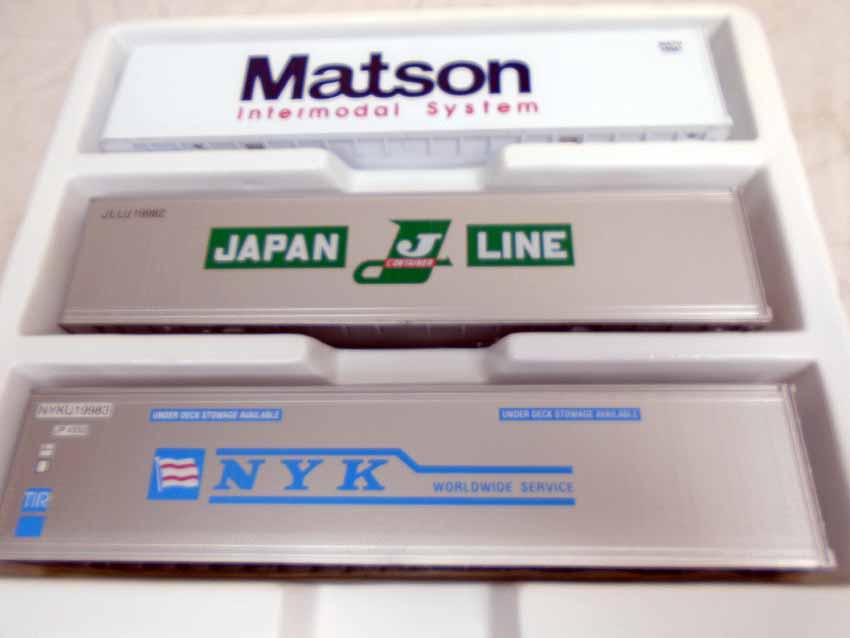 Matson
Intermodal System
JLLU 19982
JAPAN J LINE
CONTAINER
NYKU19983
UNDER DECK STOWAGE AVAILABLE UNDER DECK STOWAGE AVAILABLE
NYK
WORLDWIDE SERVICE
TIR